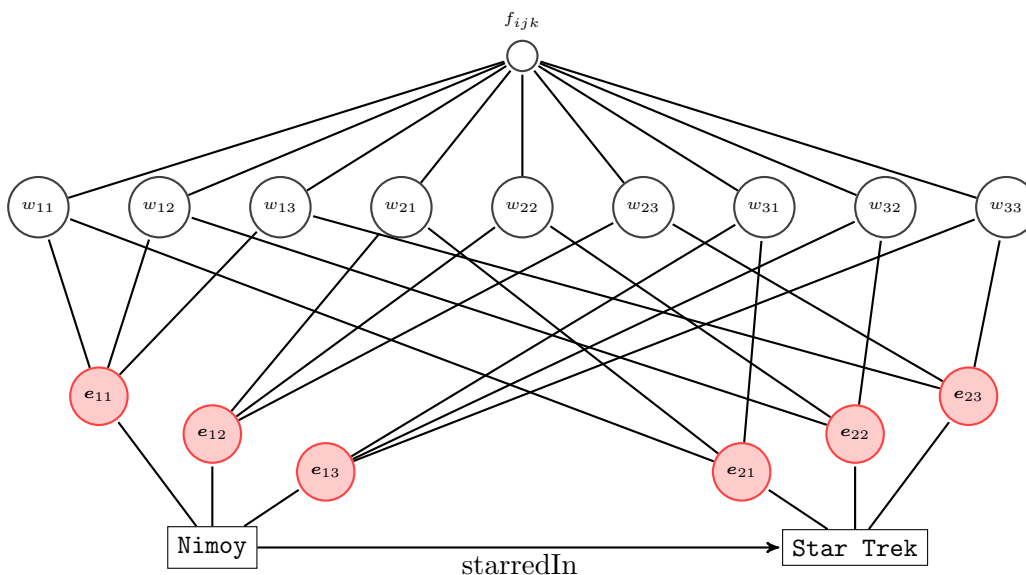 f_{ijk}
w_{11} w_{12} w_{13} w_{21} w_{22} w_{23} w_{31} w_{32} w_{33}
e_{11} e_{23}
e_{12} e_{22}
e_{13} e_{21}
Nimoy Star Trek
starredIn